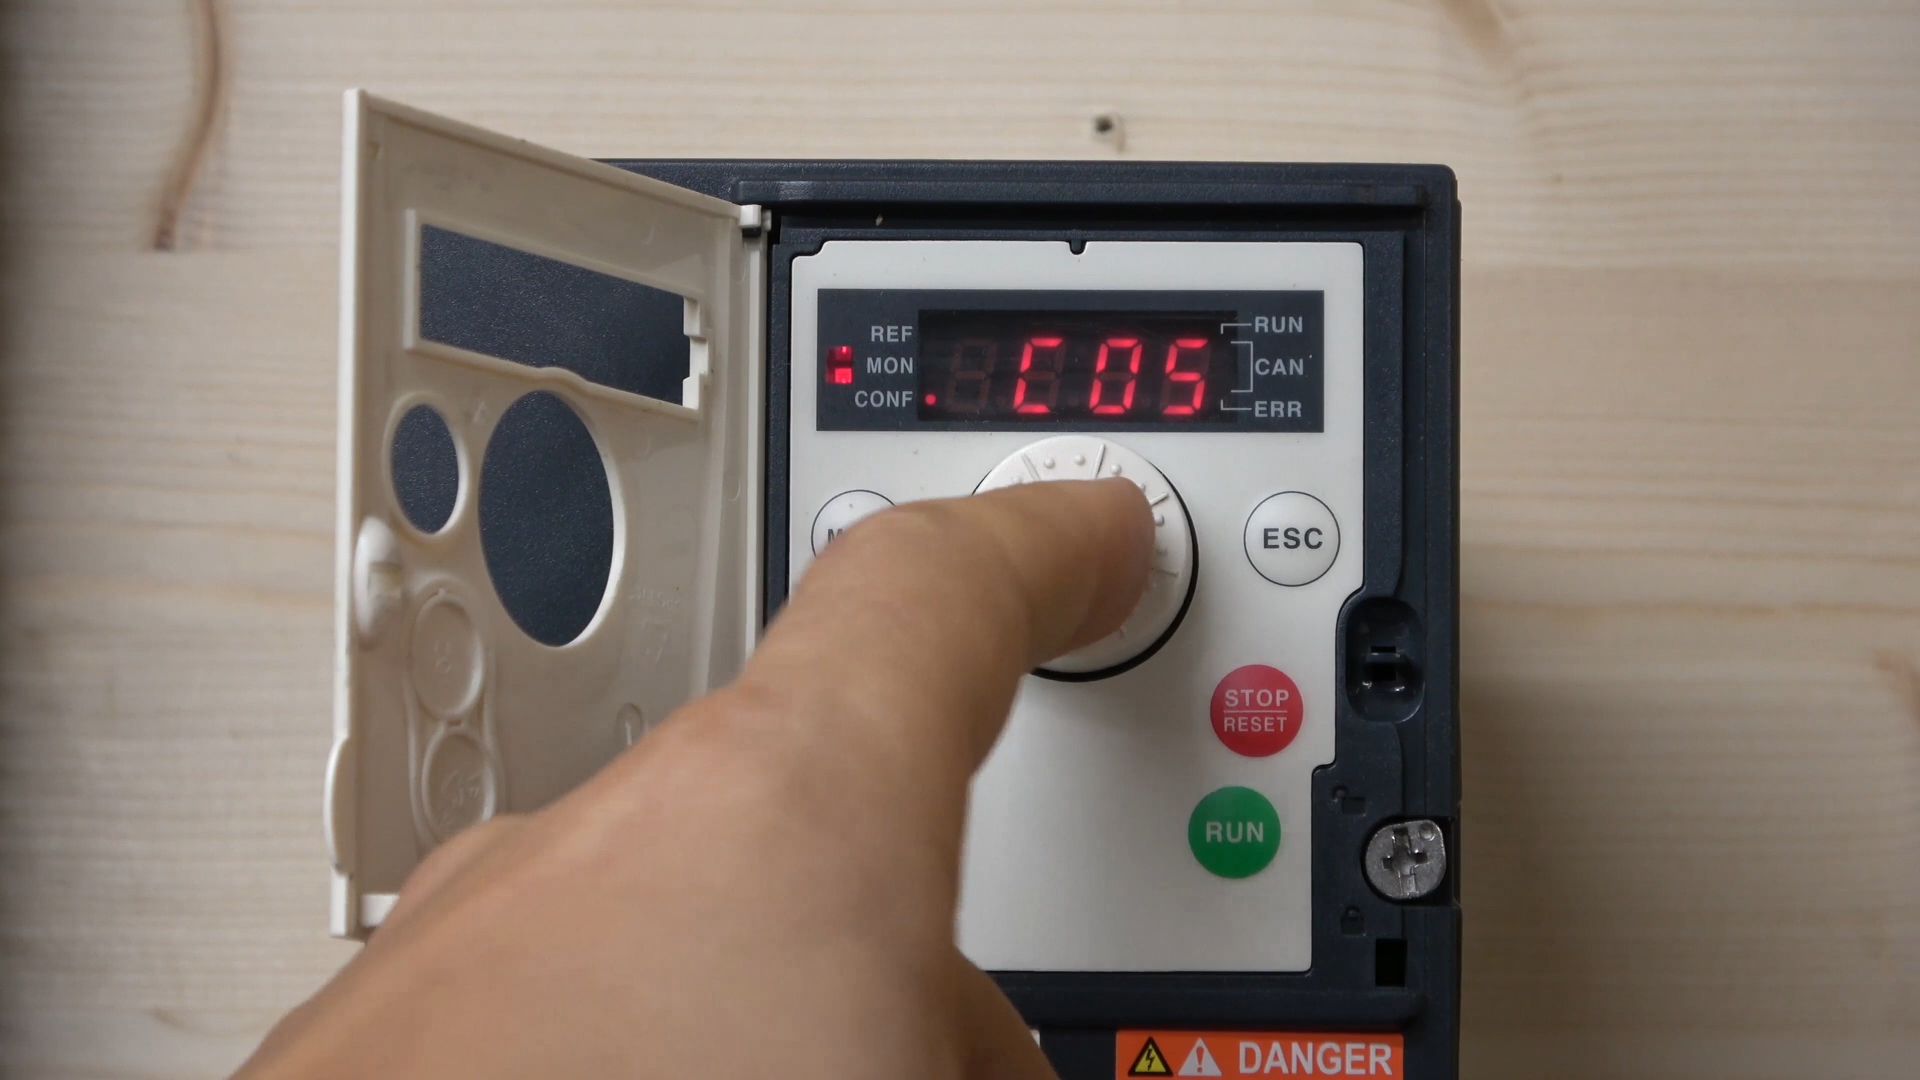 REF
MON
CONF
C05
RUN
CAN
ERR
ESC
STOP
RESET
RUN
DANGER